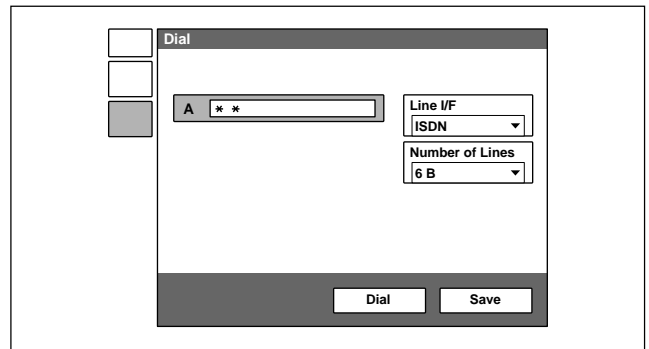 Dial
A * *
Line I/F
ISDN
Number of Lines
6 B
Dial Save